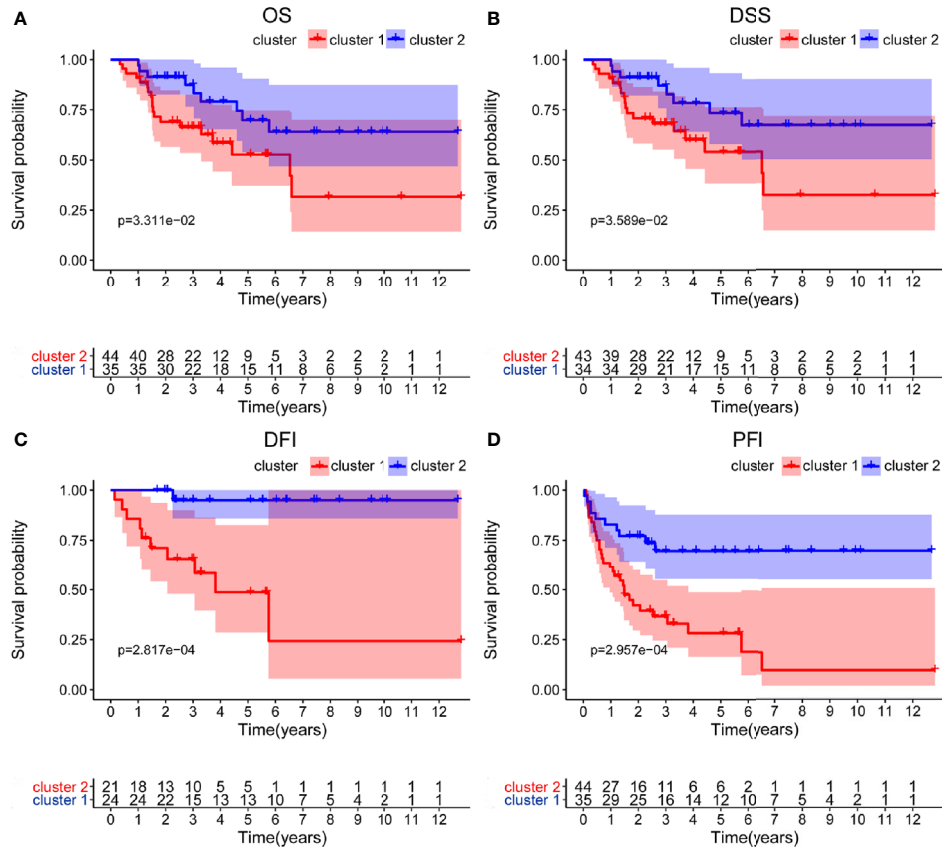 A OS
cluster cluster 1 cluster 2
Survival probability
1.00
0.75
0.50
0.25
0.00
p=3.311e−02
0 1 2 3 4 5 6 7 8 9 10 11 12
Time(years)
cluster 2 44 40 28 22 12 9 5 3 2 2 2 1 1
cluster 1 35 35 30 22 18 15 11 8 6 5 2 1 1
0 1 2 3 4 5 6 7 8 9 10 11 12
Time(years)
B DSS
cluster cluster 1 cluster 2
Survival probability
1.00
0.75
0.50
0.25
0.00
p=3.589e−02
0 1 2 3 4 5 6 7 8 9 10 11 12
Time(years)
cluster 2 43 39 28 22 12 9 5 3 2 2 2 1 1
cluster 1 34 34 29 21 17 15 11 8 6 5 2 1 1
0 1 2 3 4 5 6 7 8 9 10 11 12
Time(years)
C DFI
cluster cluster 1 cluster 2
Survival probability
1.00
0.75
0.50
0.25
0.00
p=2.817e−04
0 1 2 3 4 5 6 7 8 9 10 11 12
Time(years)
cluster 2 21 18 13 10 5 5 1 1 1 1 1 1 1
cluster 1 24 24 22 15 13 13 10 7 5 4 2 1 1
0 1 2 3 4 5 6 7 8 9 10 11 12
Time(years)
D PFI
cluster cluster 1 cluster 2
Survival probability
1.00
0.75
0.50
0.25
0.00
p=2.957e−04
0 1 2 3 4 5 6 7 8 9 10 11 12
Time(years)
cluster 2 44 27 16 11 6 6 2 1 1 1 1 1 1
cluster 1 35 29 25 16 14 12 10 7 5 4 2 1 1
0 1 2 3 4 5 6 7 8 9 10 11 12
Time(years)